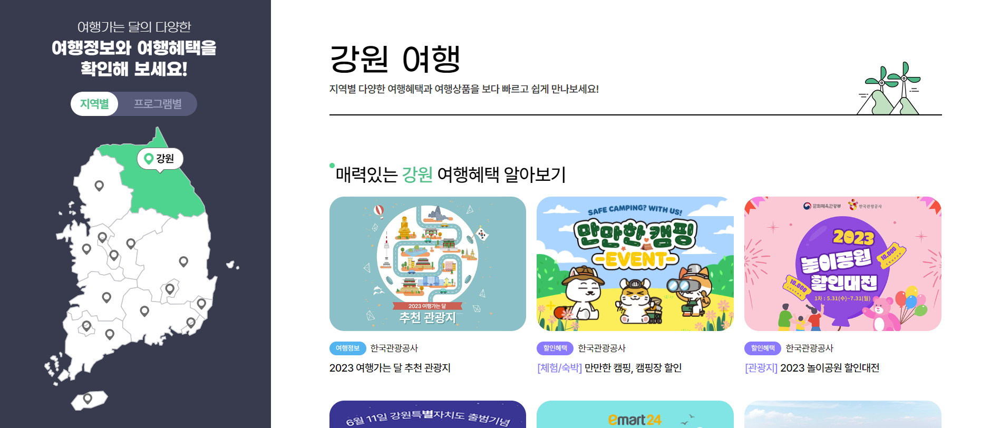 여행가는 달의 다양한
여행정보와 여행혜택을
확인해 보세요!
지역별
프로그램별
강원
강원 여행
지역별 다양한 여행혜택과 여행상품을 보다 빠르고 쉽게 만나보세요!
매력있는 강원 여행혜택 알아보기
2023 여행가는 달
추천 관광지
여행정보 한국관광공사
2023 여행가는 달 추천 관광지
SAFE CAMPING? WITH US!
만만한 캠핑
-EVENT-
할인혜택 한국관광공사
[체험/숙박] 만만한 캠핑, 캠핑장 할인
문화체육관광부
한국관광공사
2023
놀이공원
할인대전
10,000
COUPON
10,000
COUPON
1차 : 5.31(수)~7.31(월)
할인혜택 한국관광공사
[관광지] 2023 놀이공원 할인대전
6월 11일 강원특별자치도 출범기념
emart24